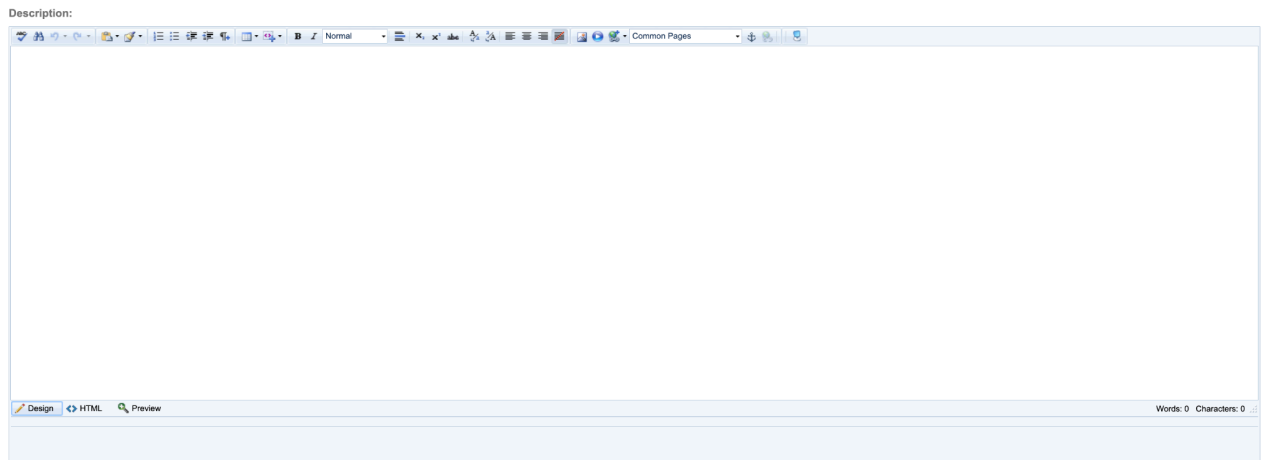 Description:
Normal Common Pages
Design HTML Preview Words: 0 Characters: 0